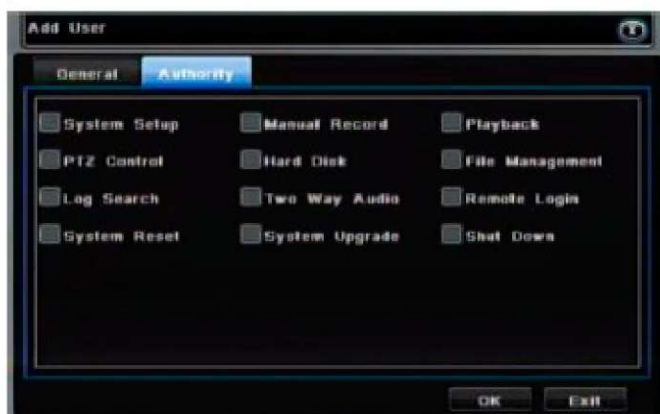 Add User
General Authority
System Setup Manual Record Playback
PTZ Control Hard Disk File Management
Log Search Two Way Audio Remote Login
System Reset System Upgrade Shut Down
OK Exit